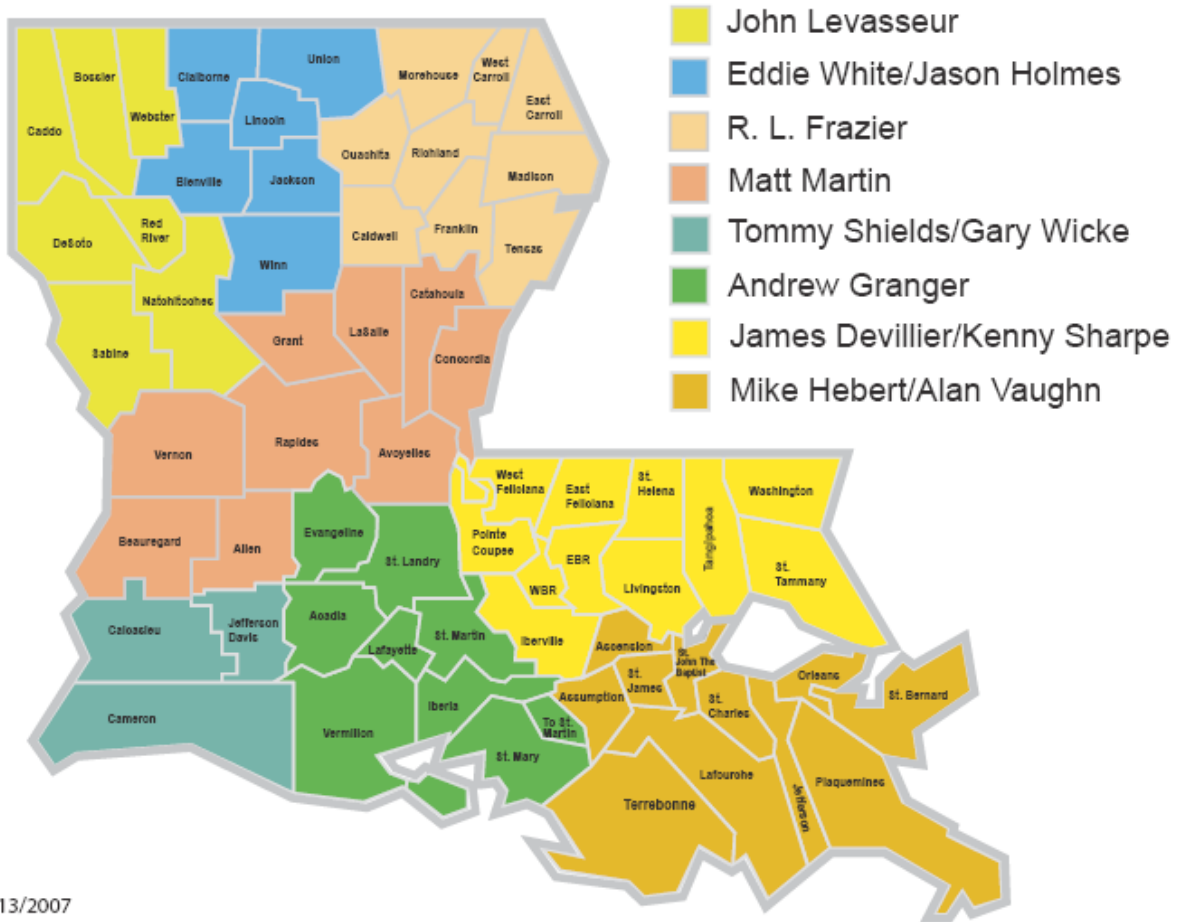 John Levasseur
Eddie White/Jason Holmes
R. L. Frazier
Matt Martin
Tommy Shields/Gary Wicke
Andrew Granger
James Devillier/Kenny Sharpe
Mike Hebert/Alan Vaughn
Caddo
Bossier
Webster
Claiborne
Union
Lincoln
Morehouse
West
Carroll
East
Carroll
Ouachita
Richland
Madison
Bienville
Jackson
DeSoto
Red
River
Caldwell
Franklin
Tensas
Winn
Natchitoches
Sabine
Grant
LaSalle
Catahoula
Concordia
Vernon
Rapides
Avoyelles
Beauregard
Allen
Evangeline
St. Landry
West
Feliciana
East
Feliciana
St.
Helena
Tangipahoa
Washington
Pointe
Coupee
EBR
WBR
Livingston
St.
Tammany
Iberville
Calcasieu
Jefferson
Davis
Cameron
Acadia
Lafayette
St. Martin
Vermilion
Iberia
St. Mary
To St.
Martin
Ascension
Assumption
St.
James
St.
John The
Baptist
St.
Charles
Orleans
St. Bernard
Lafourche
Terrebonne
Jefferson
Plaquemines
13/2007